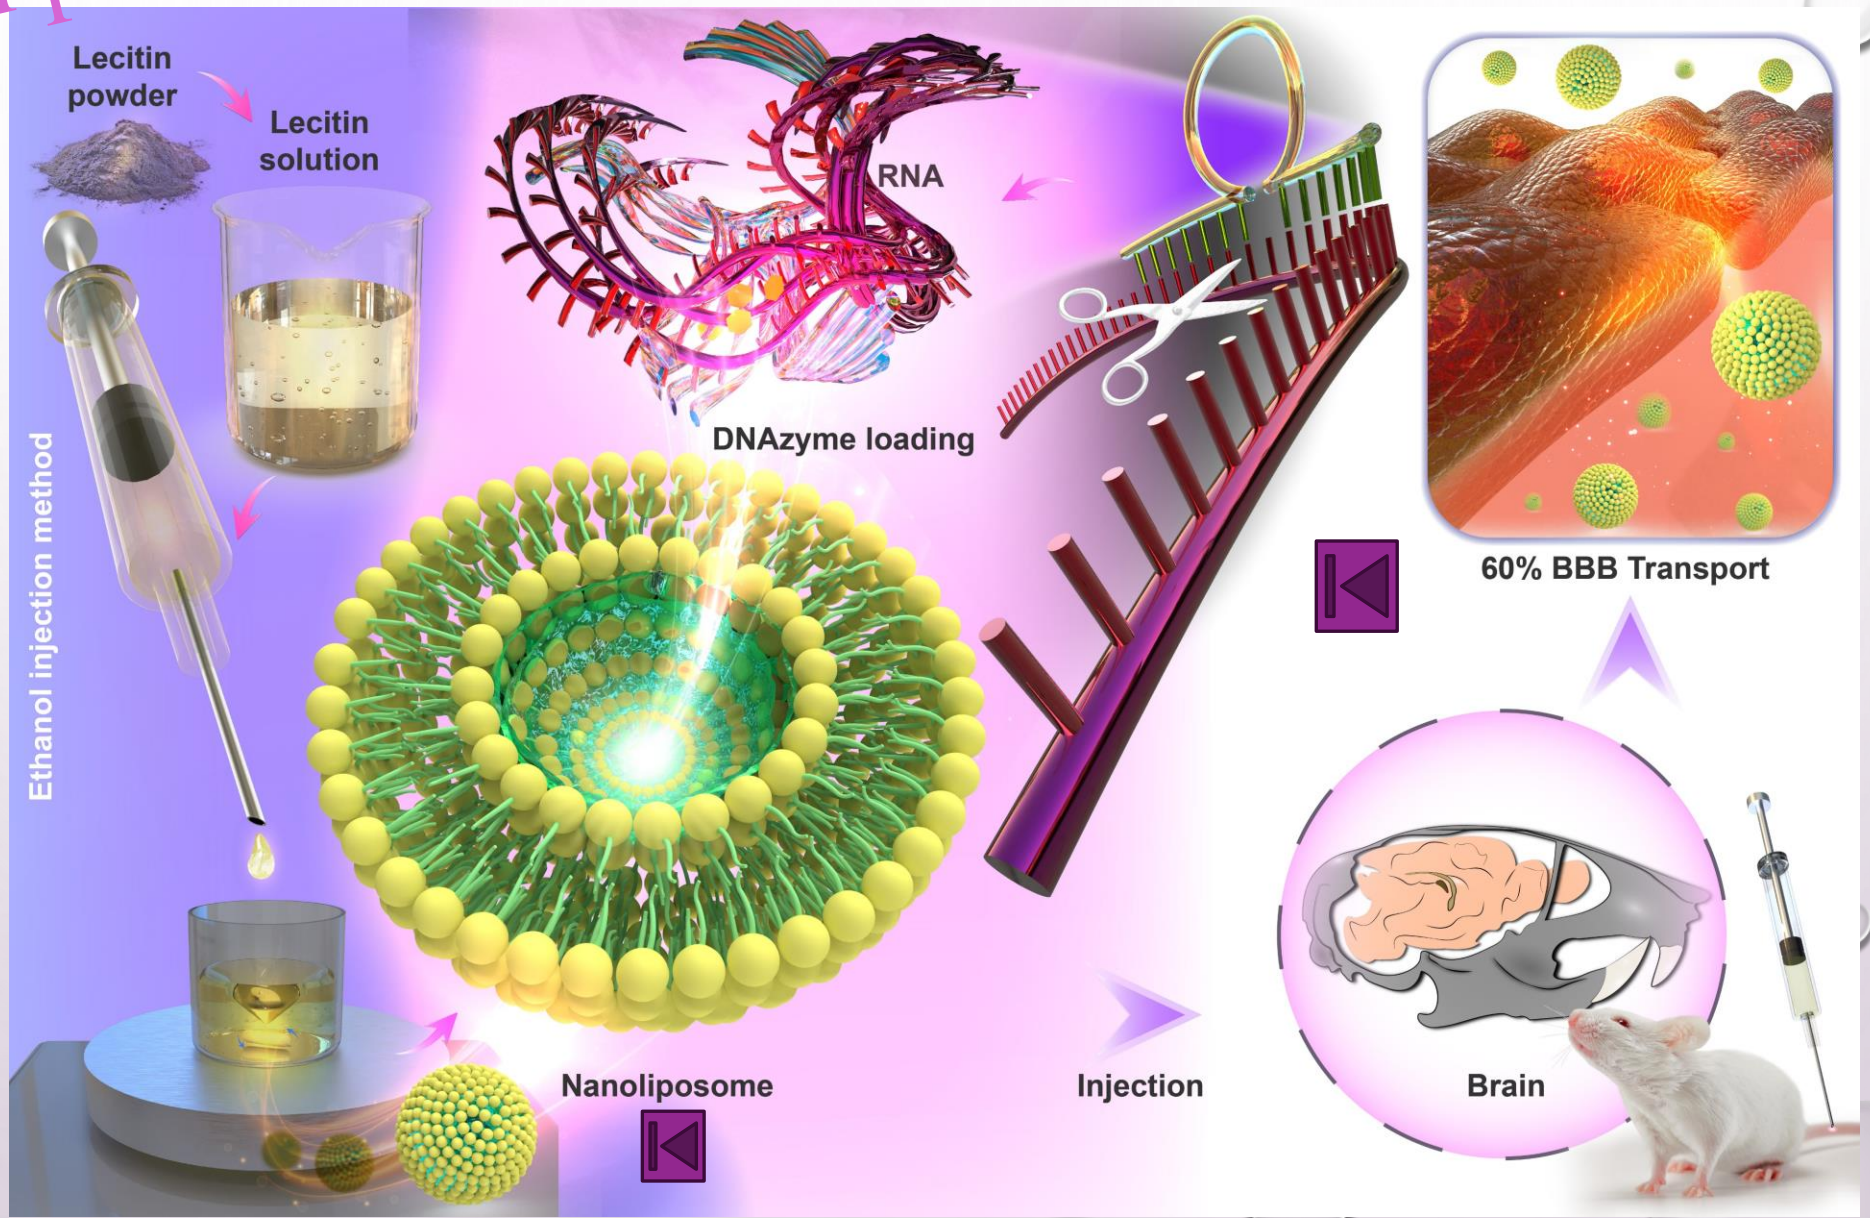 Lecitin
powder
Lecitin
solution
Ethanol injection method
RNA
DNAzyme loading
60% BBB Transport
Nanoliposome
Injection
Brain